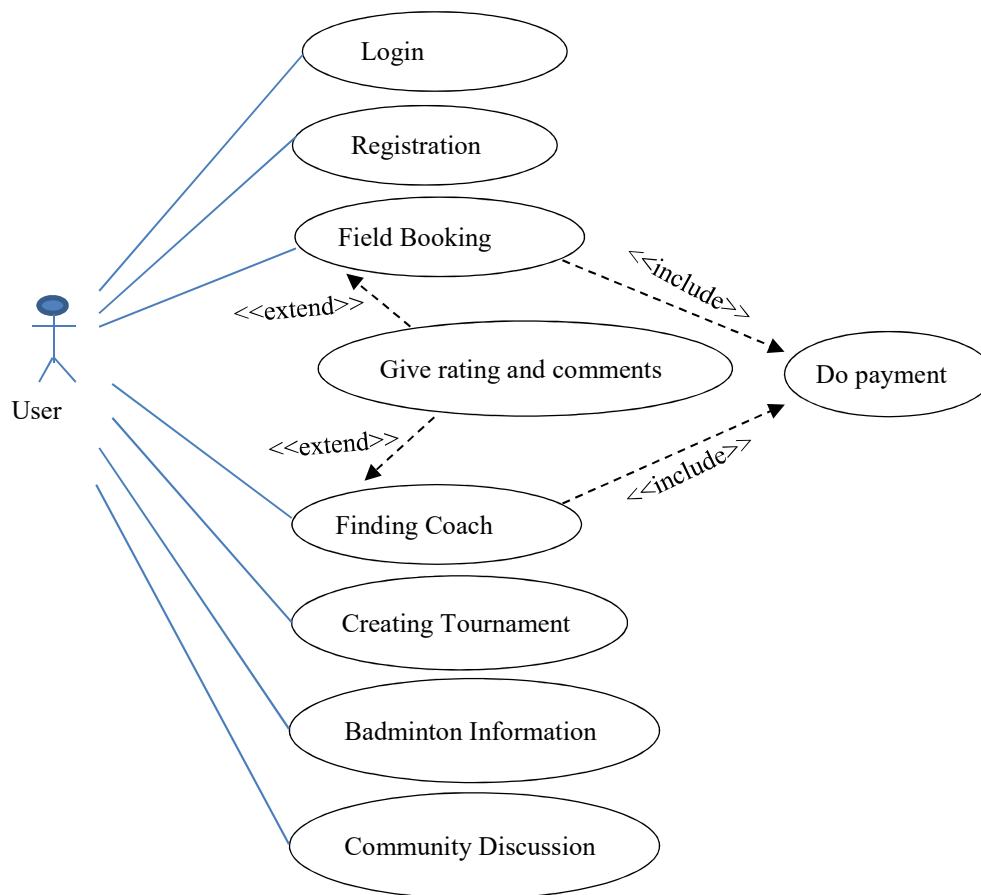 Login
Registration
Field Booking
<<include>>
<<extend>>
Give rating and comments
Do payment
User
<<extend>>
<<include>>
Finding Coach
Creating Tournament
Badminton Information
Community Discussion